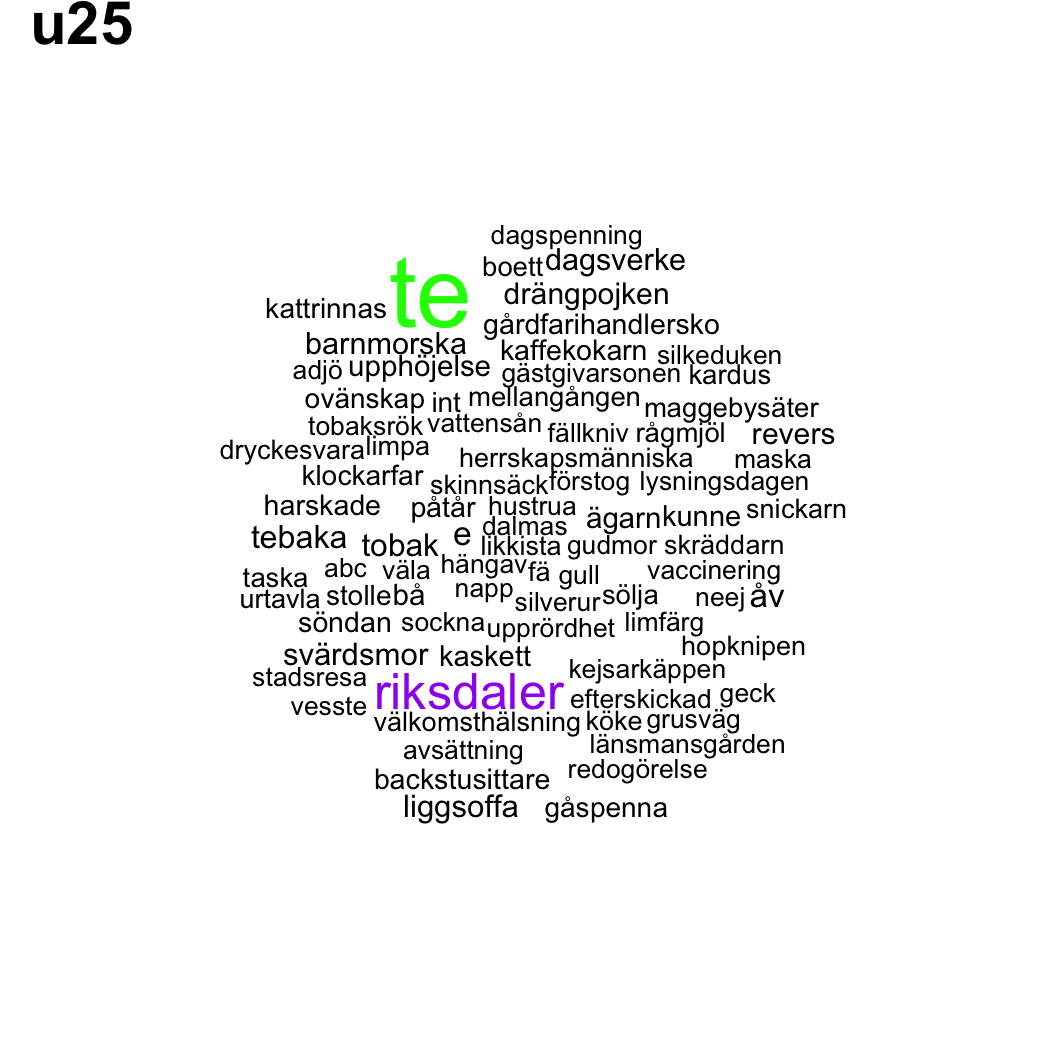 u25
dagspenning
boett dagsverke
te drängpojken
kattrinnas
gårdfarihandlersko
barnmorska kaffekokarn silkeduken
adjö upphöjelse gästgivarsonen kardus
ovänskap int mellangången maggebysäter
tobaksrök vattensån fällkniv rågmjöl revers
dryckesvara limpa herrskapsmänniska maska
klockarfar skinnsäck förstog lysningsdagen
harskade påtår hustrua ägarn kunne snickarn
tebaka tobak e dalmas likkista gudmor skräddarn
taska abc väla hängav fä gull vaccinering
urtavla stollebå napp silverur sölja neej åv
söndan sockna upprördhet limfärg
svärdsmor kaskett hopknipen
stadsresa riksdaler kejsarkäppen
vesste efterskickad geck
välkomsthälsning köke grusväg
avsättning länsmansgården
backstusittare redogörelse
liggsoffa gåspenna